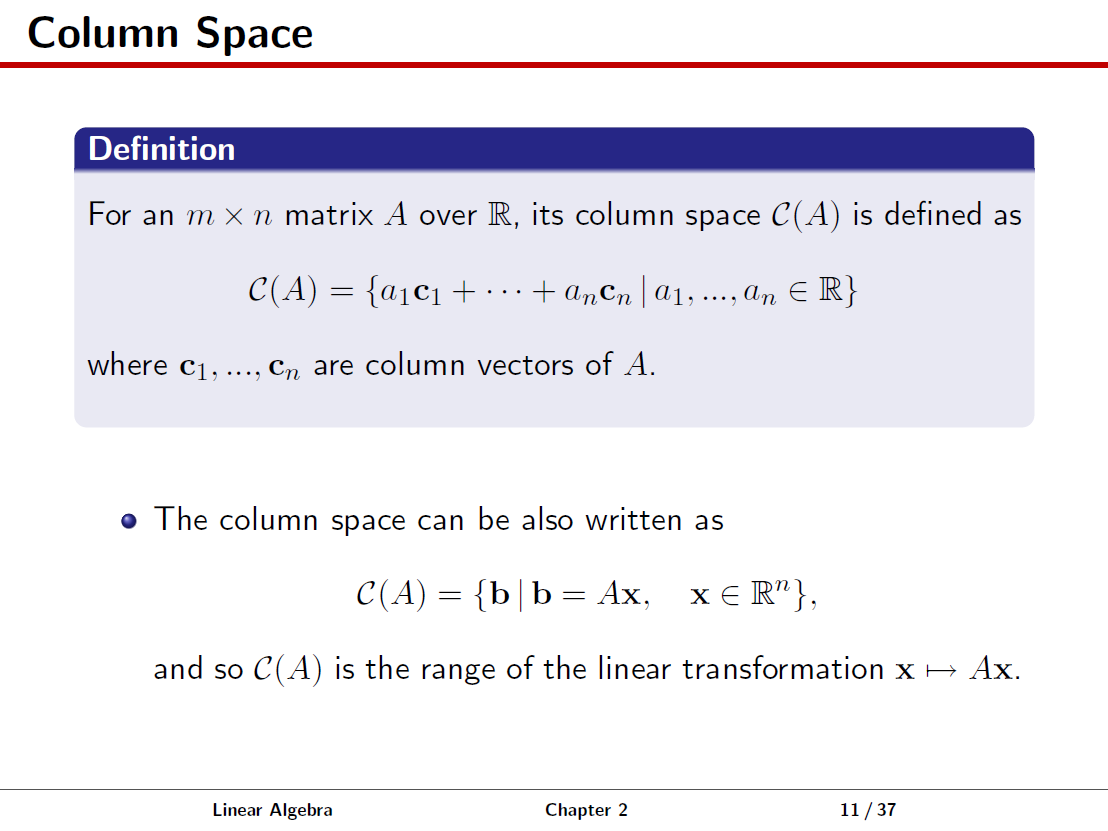 Column Space
Definition
For an m × n matrix A over ℝ, its column space 𝒞(A) is defined as
𝒞(A) = {a₁𝐜₁ + ··· + aₙ𝐜ₙ | a₁, ..., aₙ ∈ ℝ}
where 𝐜₁, ..., 𝐜ₙ are column vectors of A.
The column space can be also written as
𝒞(A) = {𝐛 | 𝐛 = A𝐱, 𝐱 ∈ ℝⁿ},
and so 𝒞(A) is the range of the linear transformation 𝐱 ↦ A𝐱.
Linear Algebra Chapter 2 11 / 37